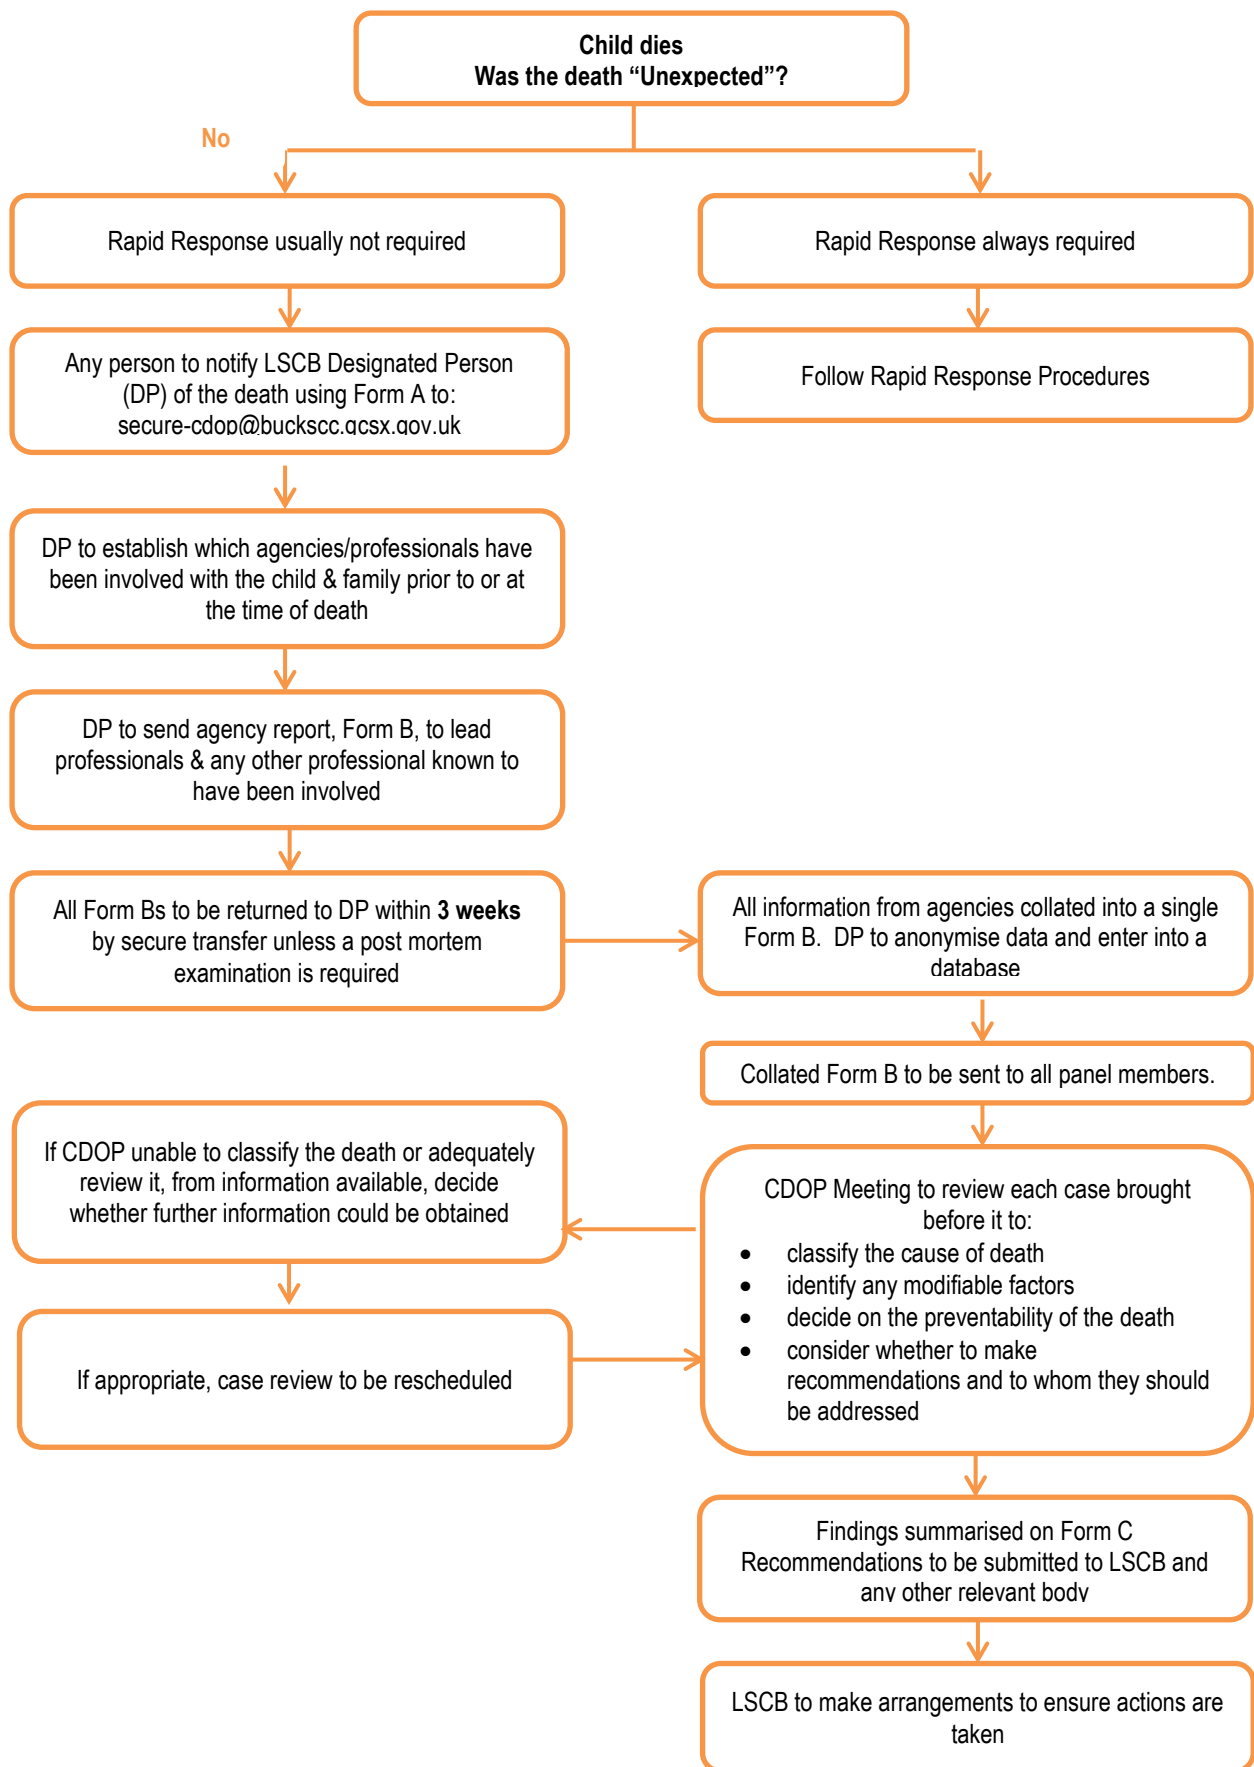 Child dies
Was the death “Unexpected”?
No
Rapid Response usually not required
Rapid Response always required
Any person to notify LSCB Designated Person
(DP) of the death using Form A to:
secure-cdop@buckscc.gcsx.gov.uk
Follow Rapid Response Procedures
DP to establish which agencies/professionals have
been involved with the child & family prior to or at
the time of death
DP to send agency report, Form B, to lead
professionals & any other professional known to
have been involved
All Form Bs to be returned to DP within 3 weeks
by secure transfer unless a post mortem
examination is required
All information from agencies collated into a single
Form B.  DP to anonymise data and enter into a
database
Collated Form B to be sent to all panel members.
If CDOP unable to classify the death or adequately
review it, from information available, decide
whether further information could be obtained
CDOP Meeting to review each case brought
before it to:
• classify the cause of death
• identify any modifiable factors
• decide on the preventability of the death
• consider whether to make
recommendations and to whom they should
be addressed
If appropriate, case review to be rescheduled
Findings summarised on Form C
Recommendations to be submitted to LSCB and
any other relevant body
LSCB to make arrangements to ensure actions are
taken